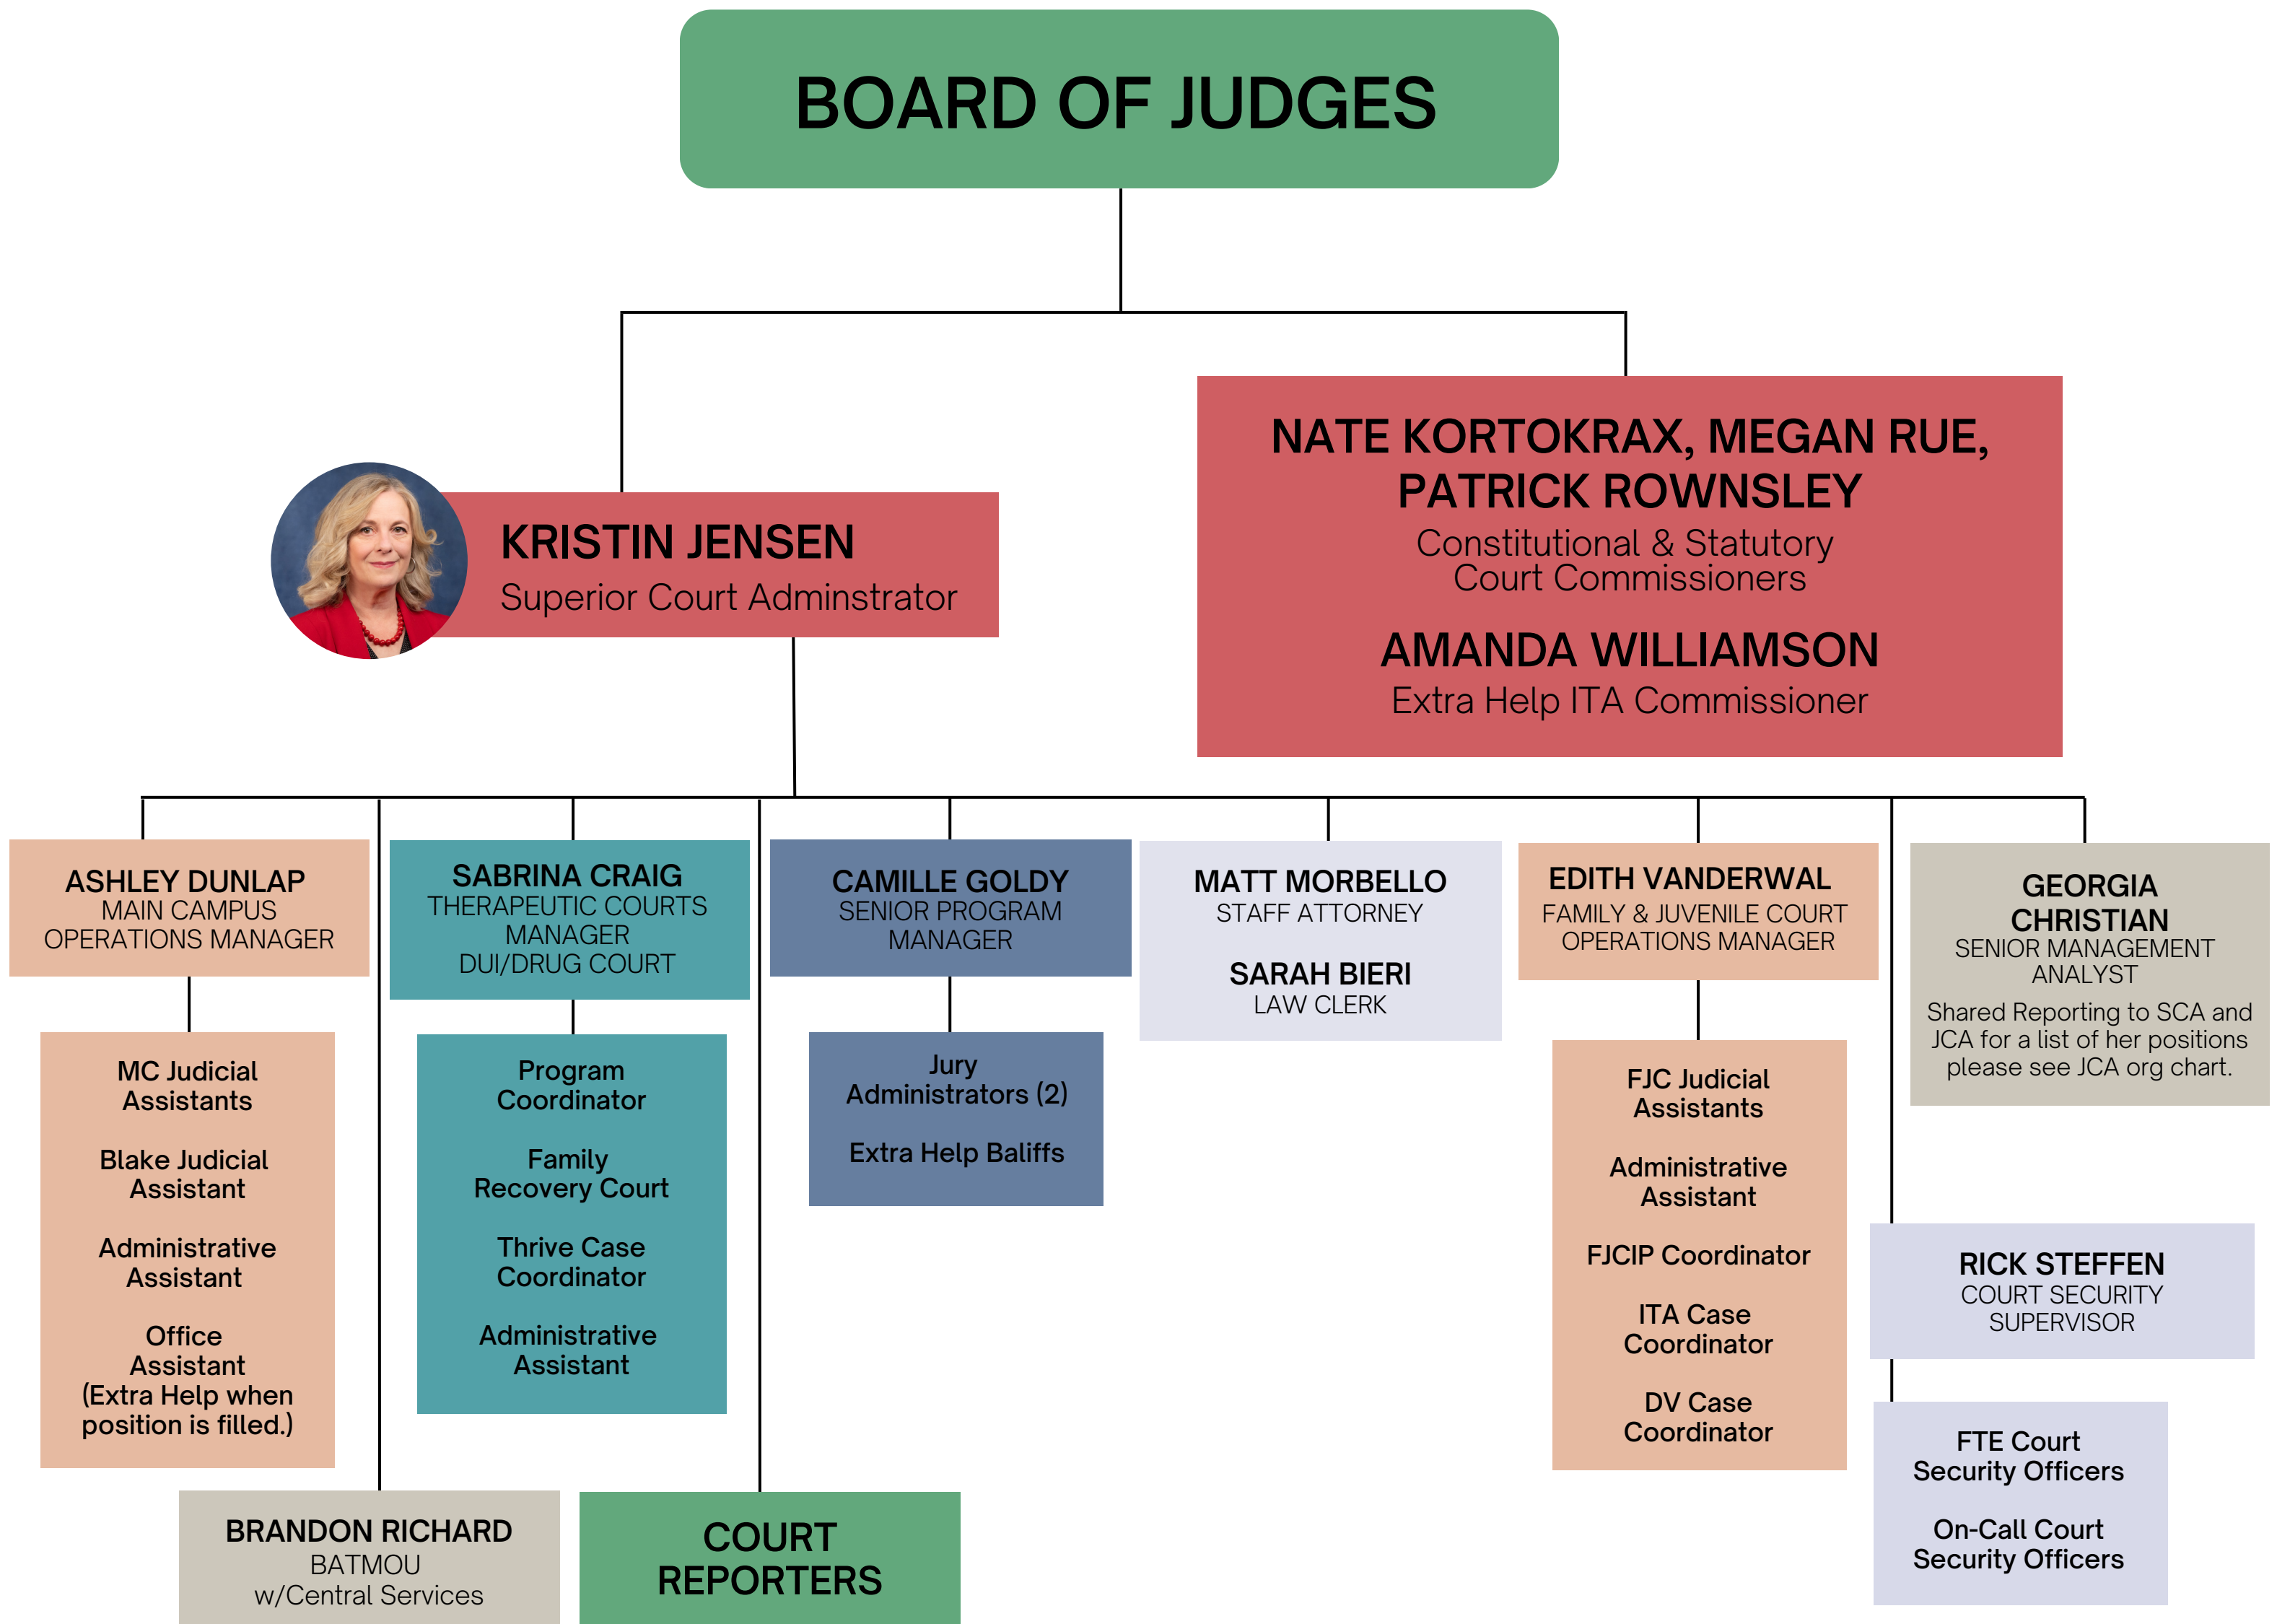 BOARD OF JUDGES
NATE KORTOKRAX, MEGAN RUE,
PATRICK ROWNSLEY
Constitutional & Statutory
Court Commissioners
AMANDA WILLIAMSON
Extra Help ITA Commissioner
KRISTIN JENSEN
Superior Court Adminstrator
ASHLEY DUNLAP
MAIN CAMPUS
OPERATIONS MANAGER
MC Judicial
Assistants
Blake Judicial
Assistant
Administrative
Assistant
Office
Assistant
(Extra Help when
position is filled.)
BRANDON RICHARD
BATMOU
w/Central Services
SABRINA CRAIG
THERAPEUTIC COURTS
MANAGER
DUI/DRUG COURT
Program
Coordinator
Family
Recovery Court
Thrive Case
Coordinator
Administrative
Assistant
COURT
REPORTERS
CAMILLE GOLDY
SENIOR PROGRAM
MANAGER
Jury
Administrators (2)
Extra Help Baliffs
MATT MORBELLO
STAFF ATTORNEY
SARAH BIERI
LAW CLERK
EDITH VANDERWAL
FAMILY & JUVENILE COURT
OPERATIONS MANAGER
FJC Judicial
Assistants
Administrative
Assistant
FJCIP Coordinator
ITA Case
Coordinator
DV Case
Coordinator
GEORGIA
CHRISTIAN
SENIOR MANAGEMENT
ANALYST
Shared Reporting to SCA and
JCA for a list of her positions
please see JCA org chart.
RICK STEFFEN
COURT SECURITY
SUPERVISOR
FTE Court
Security Officers
On-Call Court
Security Officers